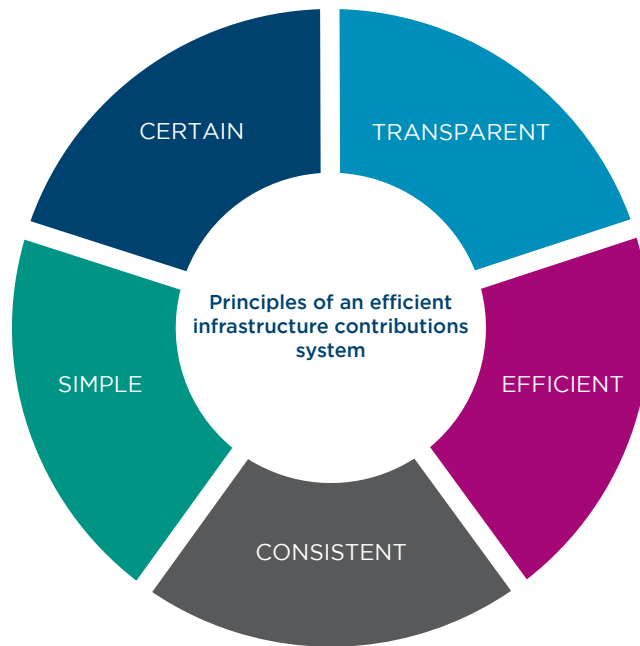 CERTAIN
TRANSPARENT
Principles of an efficient
infrastructure contributions
system
SIMPLE
EFFICIENT
CONSISTENT